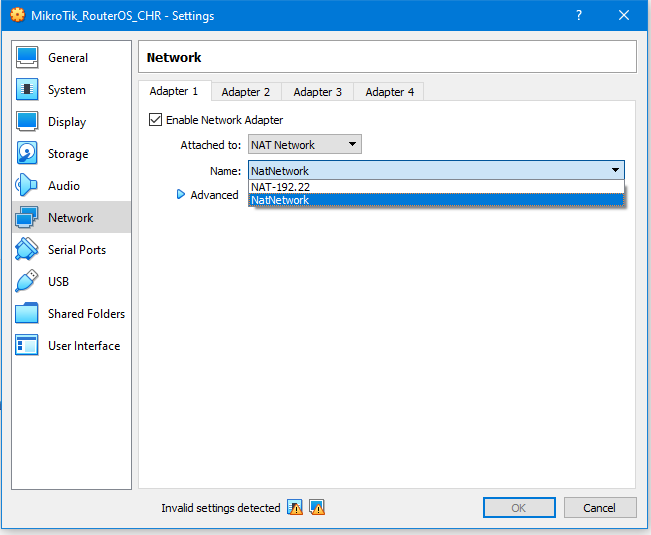 MikroTik_RouterOS_CHR - Settings
?
General
System
Display
Storage
Audio
Network
Serial Ports
USB
Shared Folders
User Interface
Network
Adapter 1 Adapter 2 Adapter 3 Adapter 4
Enable Network Adapter
Attached to: NAT Network
Name: NatNetwork
NAT-192.22
NatNetwork
Advanced
Invalid settings detected
OK Cancel